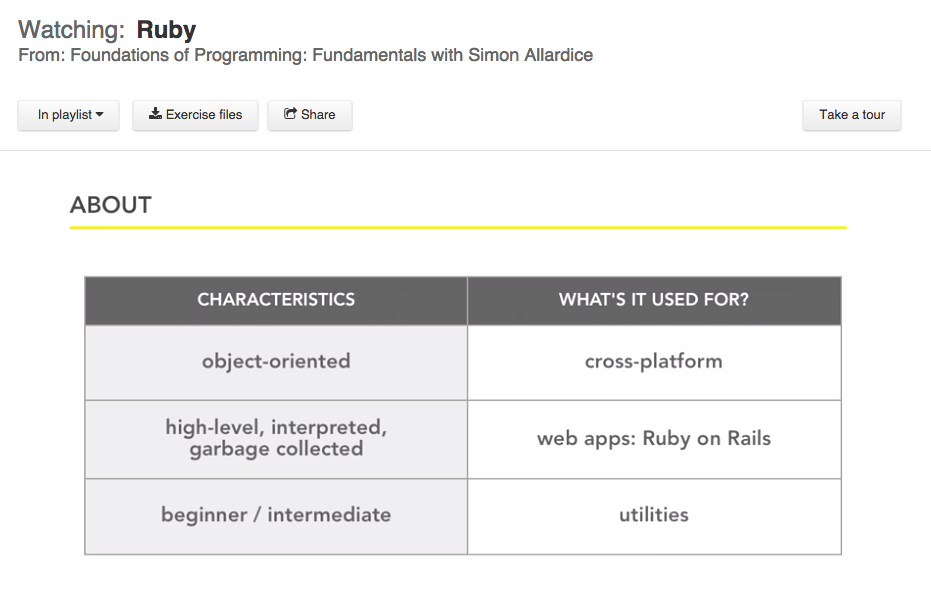 Watching: Ruby
From: Foundations of Programming: Fundamentals with Simon Allardice
In playlist
Exercise files
Share
Take a tour
ABOUT
CHARACTERISTICS
WHAT'S IT USED FOR?
object-oriented
cross-platform
high-level, interpreted,
garbage collected
web apps: Ruby on Rails
beginner / intermediate
utilities